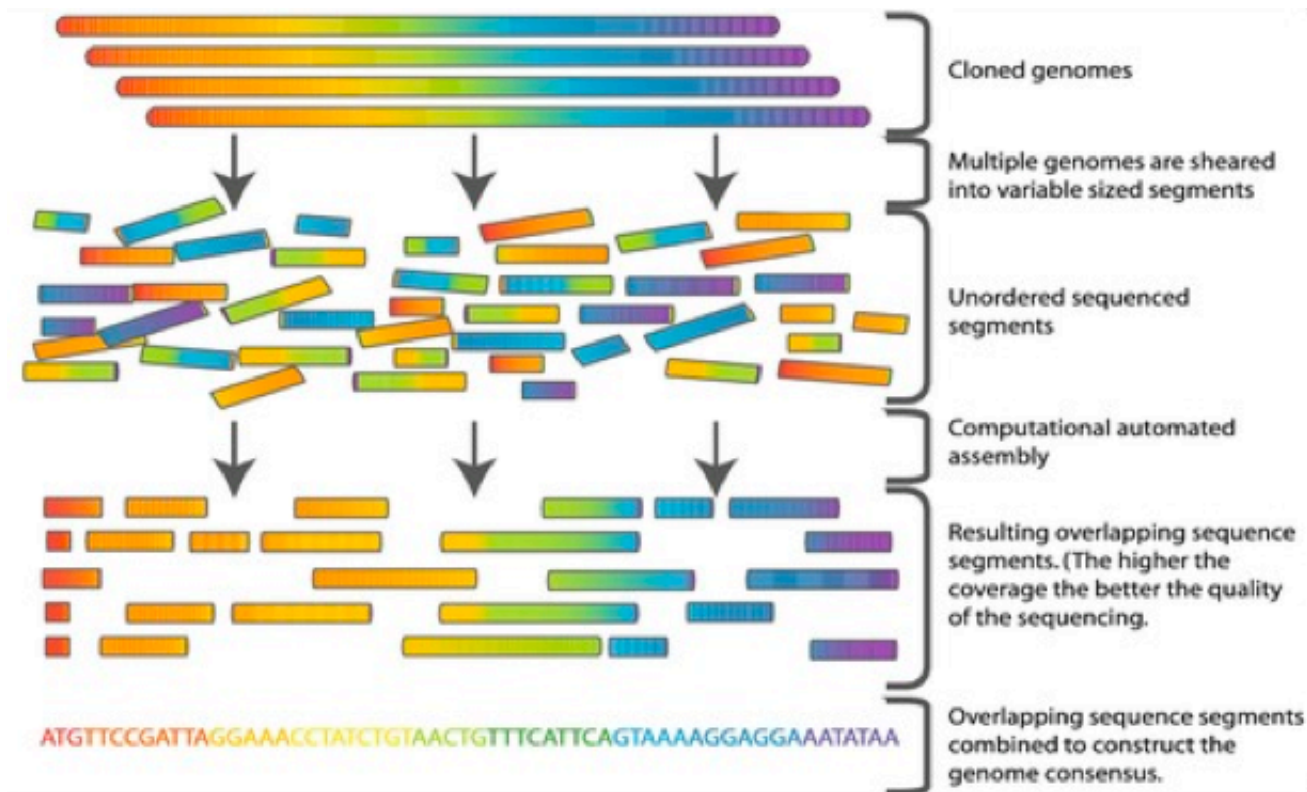 Cloned genomes
Multiple genomes are sheared
into variable sized segments
Unordered sequenced
segments
Computational automated
assembly
Resulting overlapping sequence
segments. (The higher the
coverage the better the quality
of the sequencing.
ATGTTCCGATTAGGAAACCTATCTGTAACTGTTTCATTCAGTAAAAGGAGGAAATATAA
Overlapping sequence segments
combined to construct the
genome consensus.